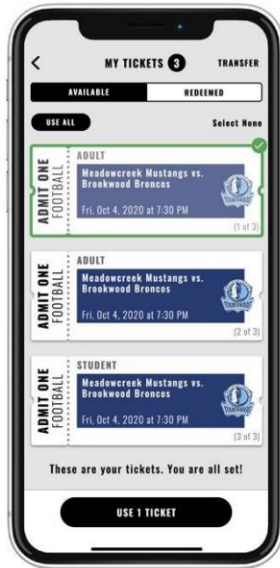 MY TICKETS 3 TRANSFER
AVAILABLE REDEEMED
USE ALL Select None
ADMIT ONE
FOOTBALL
ADULT
Meadowcreek Mustangs vs.
Brookwood Broncos
Fri, Oct 4, 2020 at 7:30 PM
(1 of 3)
ADMIT ONE
FOOTBALL
ADULT
Meadowcreek Mustangs vs.
Brookwood Broncos
Fri, Oct 4, 2020 at 7:30 PM
(2 of 3)
ADMIT ONE
FOOTBALL
STUDENT
Meadowcreek Mustangs vs.
Brookwood Broncos
Fri, Oct 4, 2020 at 7:30 PM
(3 of 3)
These are your tickets. You are all set!
USE 1 TICKET